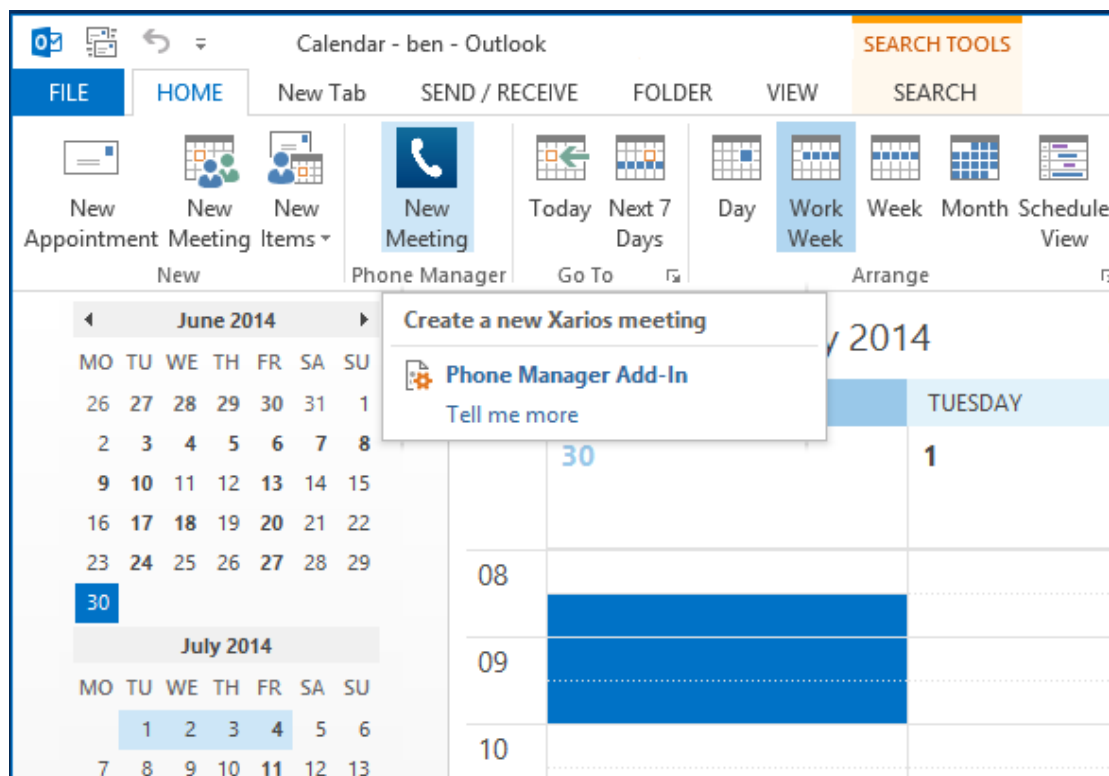 Calendar - ben - Outlook
SEARCH TOOLS
FILE HOME New Tab SEND / RECEIVE FOLDER VIEW SEARCH
New Appointment
New Meeting
New Items
New Meeting
Today
Next 7 Days
Day
Work Week
Week
Month
Schedule View
New Phone Manager Go To Arrange
June 2014
MO TU WE TH FR SA SU
26 27 28 29 30 31 1
2 3 4 5 6 7 8
9 10 11 12 13 14 15
16 17 18 19 20 21 22
23 24 25 26 27 28 29
30
July 2014
MO TU WE TH FR SA SU
1 2 3 4 5 6
7 8 9 10 11 12 13
Create a new Xarios meeting
Phone Manager Add-In
Tell me more
y 2014
TUESDAY
30 1
08
09
10